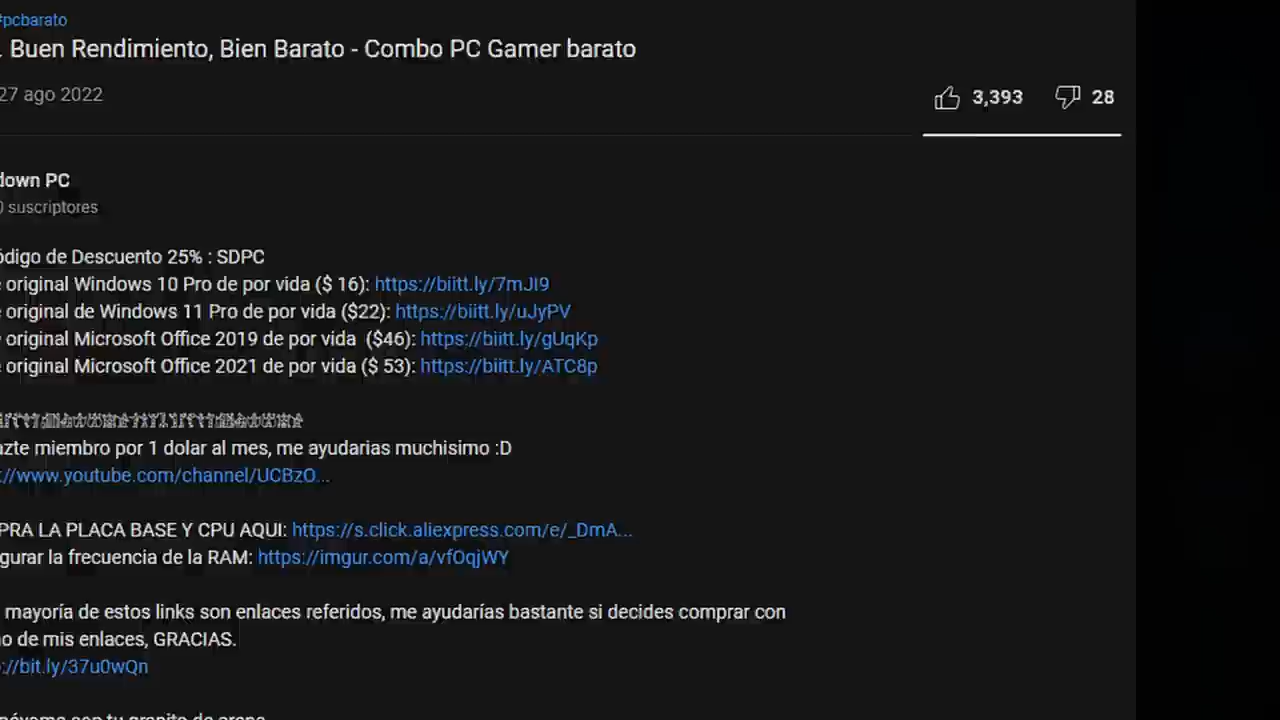 #pcbarato
. Buen Rendimiento, Bien Barato - Combo PC Gamer barato
27 ago 2022
3,393
28
down PC
0 suscriptores
ódigo de Descuento 25% : SDPC
e original Windows 10 Pro de por vida ($ 16): https://biitt.ly/7mJI9
e original de Windows 11 Pro de por vida ($22): https://biitt.ly/uJyPV
e original Microsoft Office 2019 de por vida ($46): https://biitt.ly/gUqKp
e original Microsoft Office 2021 de por vida ($ 53): https://biitt.ly/ATC8p
azte miembro por 1 dolar al mes, me ayudarias muchisimo :D
://www.youtube.com/channel/UCBzO...
PRA LA PLACA BASE Y CPU AQUI: https://s.click.aliexpress.com/e/_DmA...
gurar la frecuencia de la RAM: https://imgur.com/a/vfOqjWY
mayoría de estos links son enlaces referidos, me ayudarías bastante si decides comprar con
o de mis enlaces, GRACIAS.
://bit.ly/37u0wQn